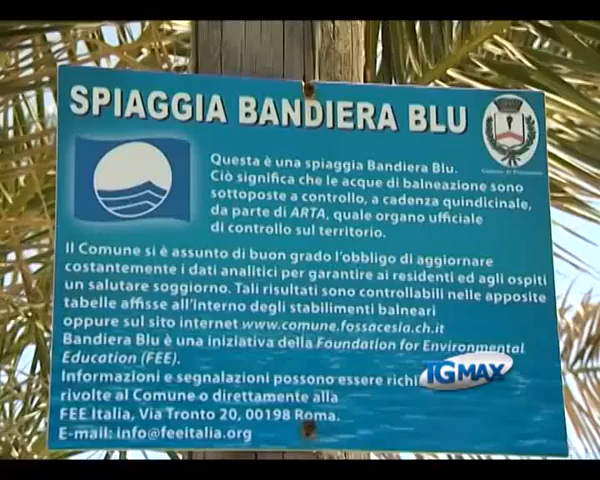 SPIAGGIA BANDIERA BLU
Questa è una spiaggia Bandiera Blu.
Ciò significa che le acque di balneazione sono
sottoposte a controllo, a cadenza quindicinale,
da parte di ARTA, quale organo ufficiale
di controllo sul territorio.
Il Comune si è assunto di buon grado l'obbligo di aggiornare
costantemente i dati analitici per garantire ai residenti ed agli ospiti
un salutare soggiorno. Tali risultati sono controllabili nelle apposite
tabelle affisse all'interno degli stabilimenti balneari
oppure sul sito internet www.comune.fossacesia.ch.it
Bandiera Blu è una iniziativa della Foundation for Environmental
Education (FEE).
Informazioni e segnalazioni possono essere richi
rivolte al Comune o direttamente alla
FEE Italia, Via Tronto 20, 00198 Roma.
E-mail: info@feeitalia.org
TGMAX